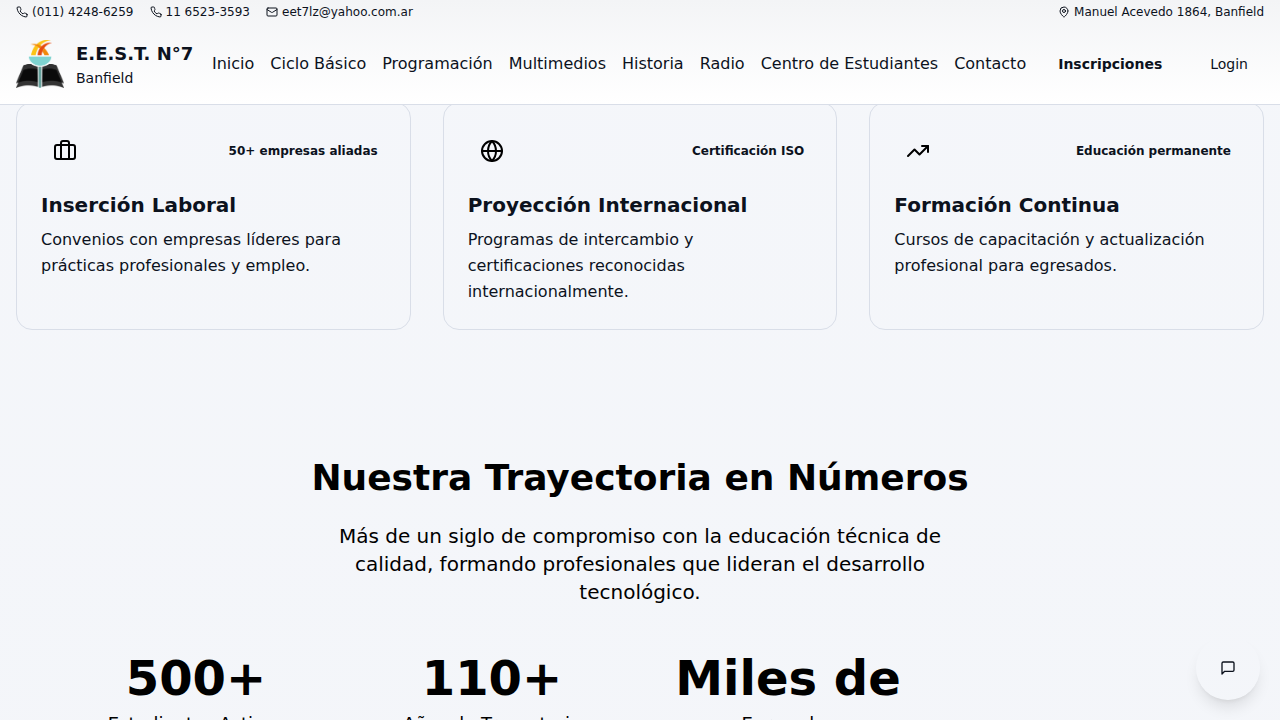 (011) 4248-6259 11 6523-3593 eet7lz@yahoo.com.ar Manuel Acevedo 1864, Banfield
E.E.S.T. N°7
Banfield
Inicio Ciclo Básico Programación Multimedios Historia Radio Centro de Estudiantes Contacto Inscripciones Login
50+ empresas aliadas
Inserción Laboral
Convenios con empresas líderes para
prácticas profesionales y empleo.
Certificación ISO
Proyección Internacional
Programas de intercambio y
certificaciones reconocidas
internacionalmente.
Educación permanente
Formación Continua
Cursos de capacitación y actualización
profesional para egresados.
Nuestra Trayectoria en Números
Más de un siglo de compromiso con la educación técnica de
calidad, formando profesionales que lideran el desarrollo
tecnológico.
500+ 110+ Miles de